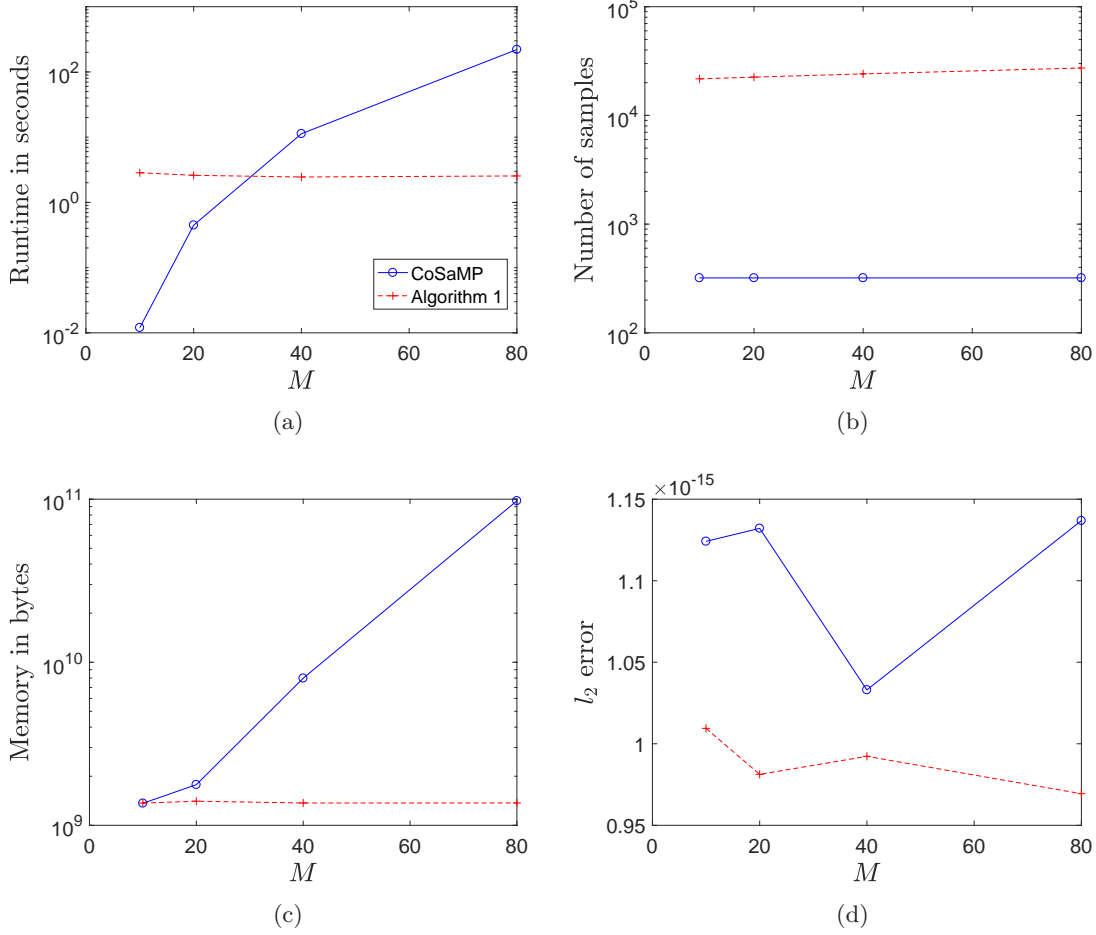 Runtime in seconds
10^2
10^0
10^-2
0 20 40 60 80
M
CoSaMP
Algorithm 1
(a)
Number of samples
10^5
10^4
10^3
10^2
0 20 40 60 80
M
(b)
Memory in bytes
10^11
10^10
10^9
0 20 40 60 80
M
(c)
l_2 error
×10^-15
1.15
1.1
1.05
1
0.95
0 20 40 60 80
M
(d)